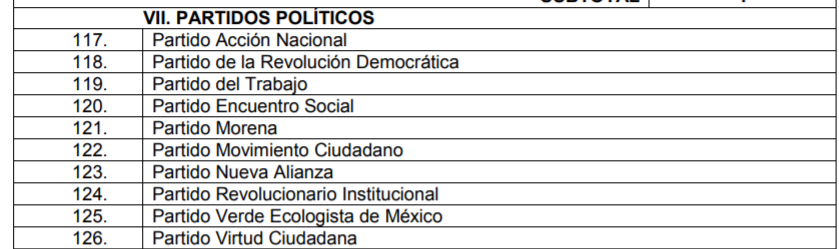 SUBTOTAL
VII. PARTIDOS POLÍTICOS
117. Partido Acción Nacional
118. Partido de la Revolución Democrática
119. Partido del Trabajo
120. Partido Encuentro Social
121. Partido Morena
122. Partido Movimiento Ciudadano
123. Partido Nueva Alianza
124. Partido Revolucionario Institucional
125. Partido Verde Ecologista de México
126. Partido Virtud Ciudadana